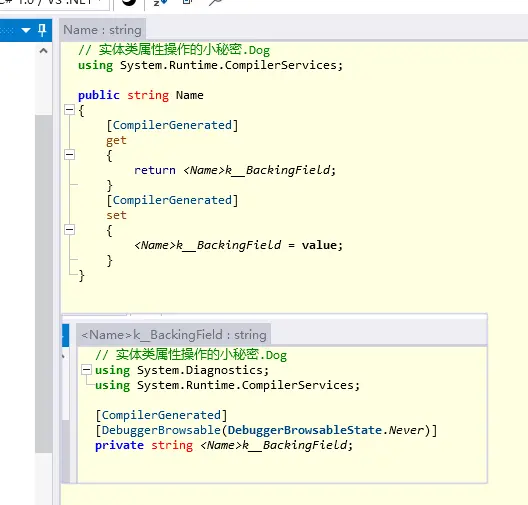 C# 1.0 / VS .NET
Name : string
// 实体类属性操作的小秘密.Dog
using System.Runtime.CompilerServices;
public string Name
{
[CompilerGenerated]
get
{
return <Name>k__BackingField;
}
[CompilerGenerated]
set
{
<Name>k__BackingField = value;
}
}
<Name>k__BackingField : string
// 实体类属性操作的小秘密.Dog
using System.Diagnostics;
using System.Runtime.CompilerServices;
[CompilerGenerated]
[DebuggerBrowsable(DebuggerBrowsableState.Never)]
private string <Name>k__BackingField;